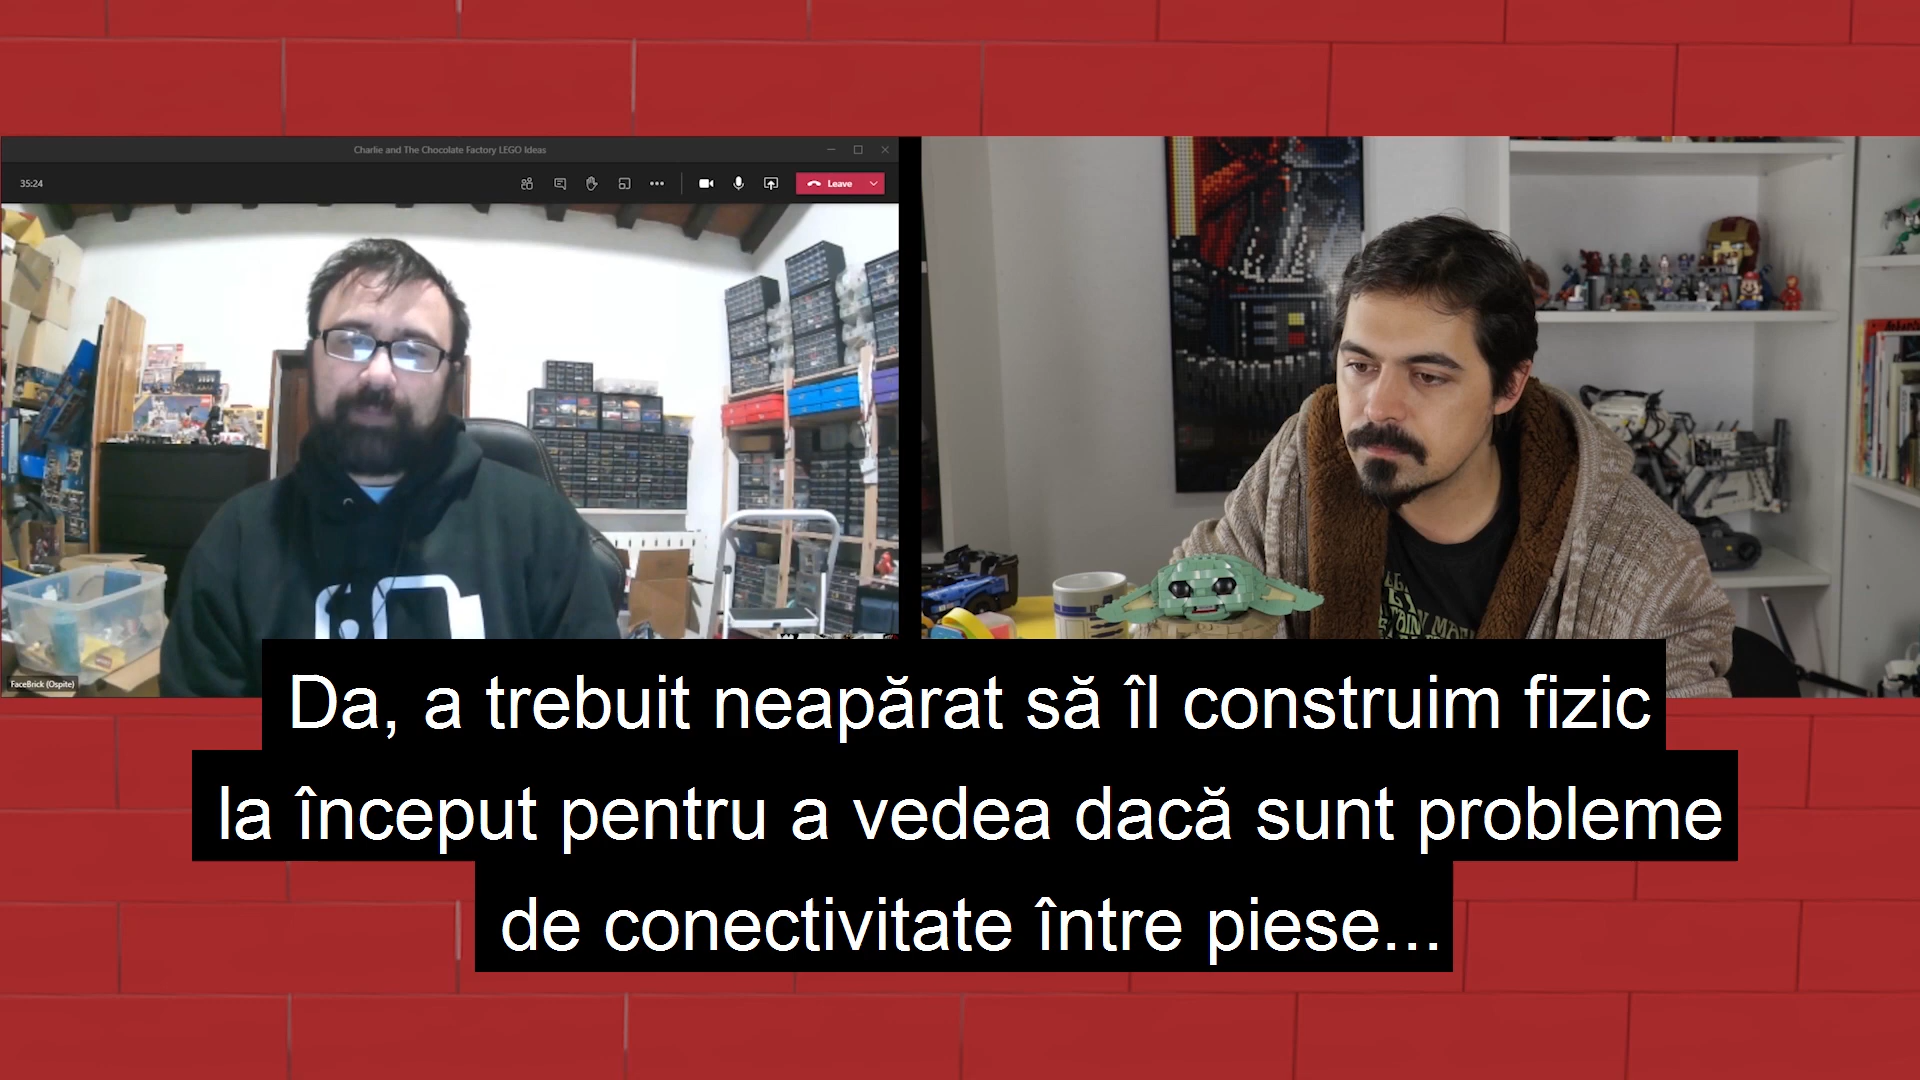 Charlie and The Chocolate Factory LEGO Ideas
35:24
Leave
FaceBrick (Ospite)
Da, a trebuit neapărat să îl construim fizic
la început pentru a vedea dacă sunt probleme
de conectivitate între piese...